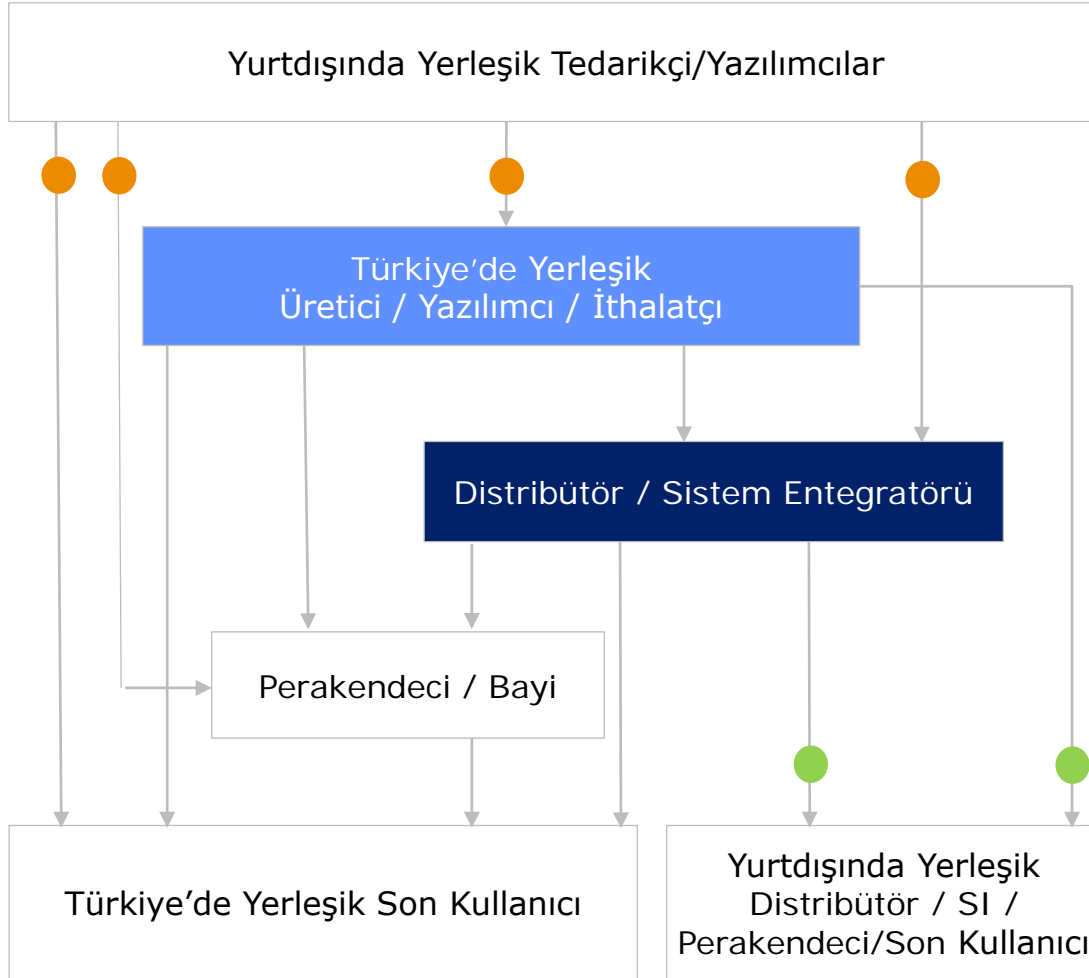 Yurtdışında Yerleşik Tedarikçi/Yazılımcılar
Türkiye’de Yerleşik
Üretici / Yazılımcı / İthalatçı
Distribütör / Sistem Entegratörü
Perakendeci / Bayi
Türkiye’de Yerleşik Son Kullanıcı
Yurtdışında Yerleşik
Distribütör / SI /
Perakendeci/Son Kullanıcı